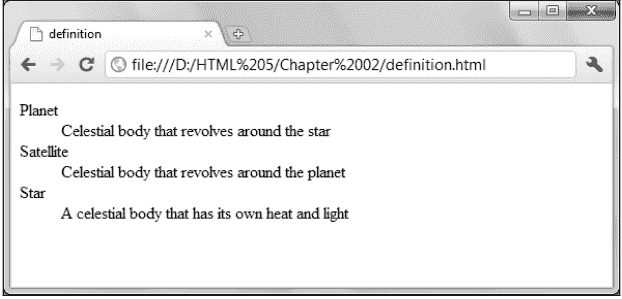 definition
file:///D:/HTML%205/Chapter%2002/definition.html
Planet
Celestial body that revolves around the star
Satellite
Celestial body that revolves around the planet
Star
A celestial body that has its own heat and light